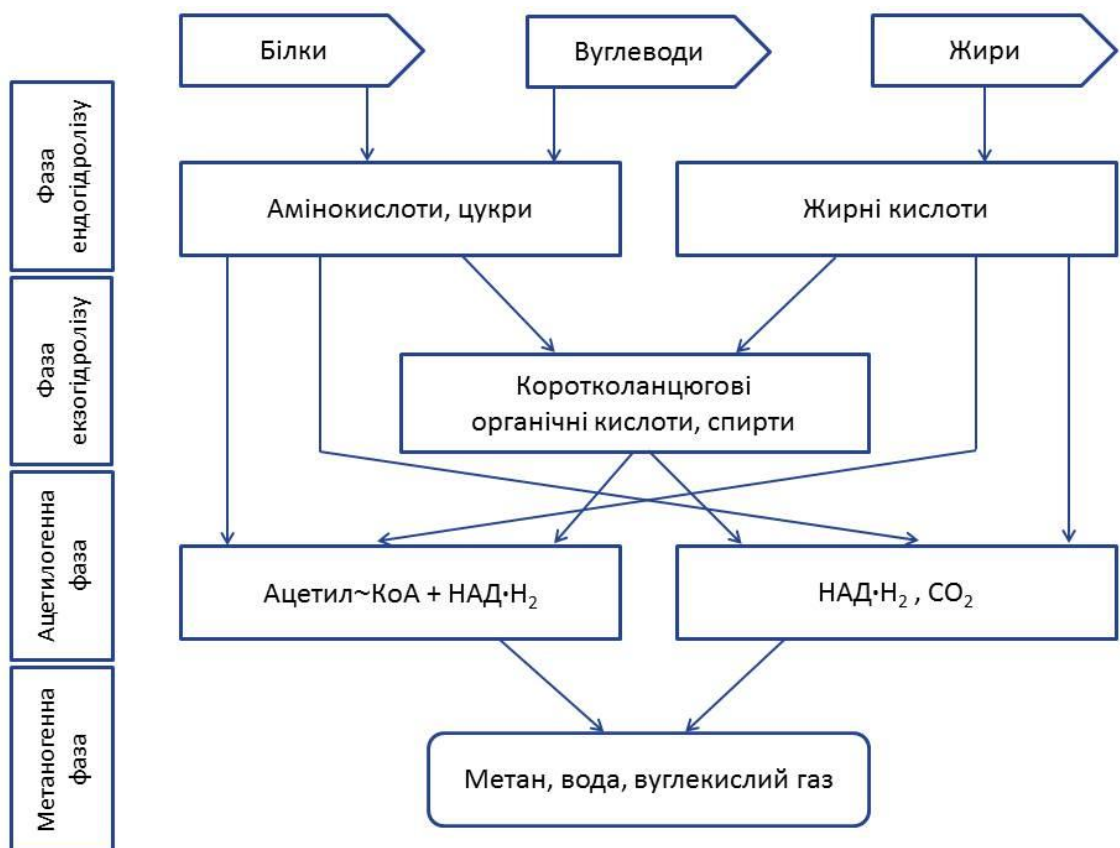 Білки
Вуглеводи
Жири
Фаза
ендогідролізу
Амінокислоти, цукри
Жирні кислоти
Фаза
екзогідролізу
Коротколанцюгові
органічні кислоти, спирти
Ацетилогенна
фаза
Ацетил~КоА + НАД·Н₂
НАД·Н₂ , СО₂
Метаногенна
фаза
Метан, вода, вуглекислий газ